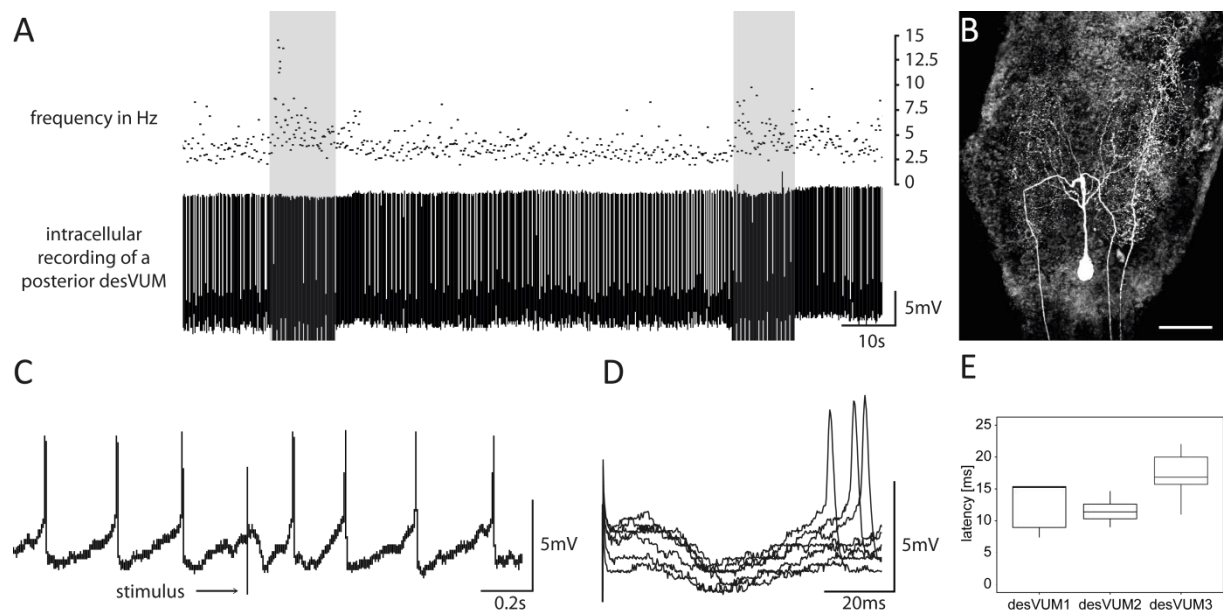 A
frequency in Hz
15
12.5
10
7.5
5
2.5
0
intracellular
recording of a
posterior desVUM
5mV
10s
B
C
stimulus
5mV
0.2s
D
5mV
20ms
E
latency [ms]
25
20
15
10
5
0
desVUM1 desVUM2 desVUM3